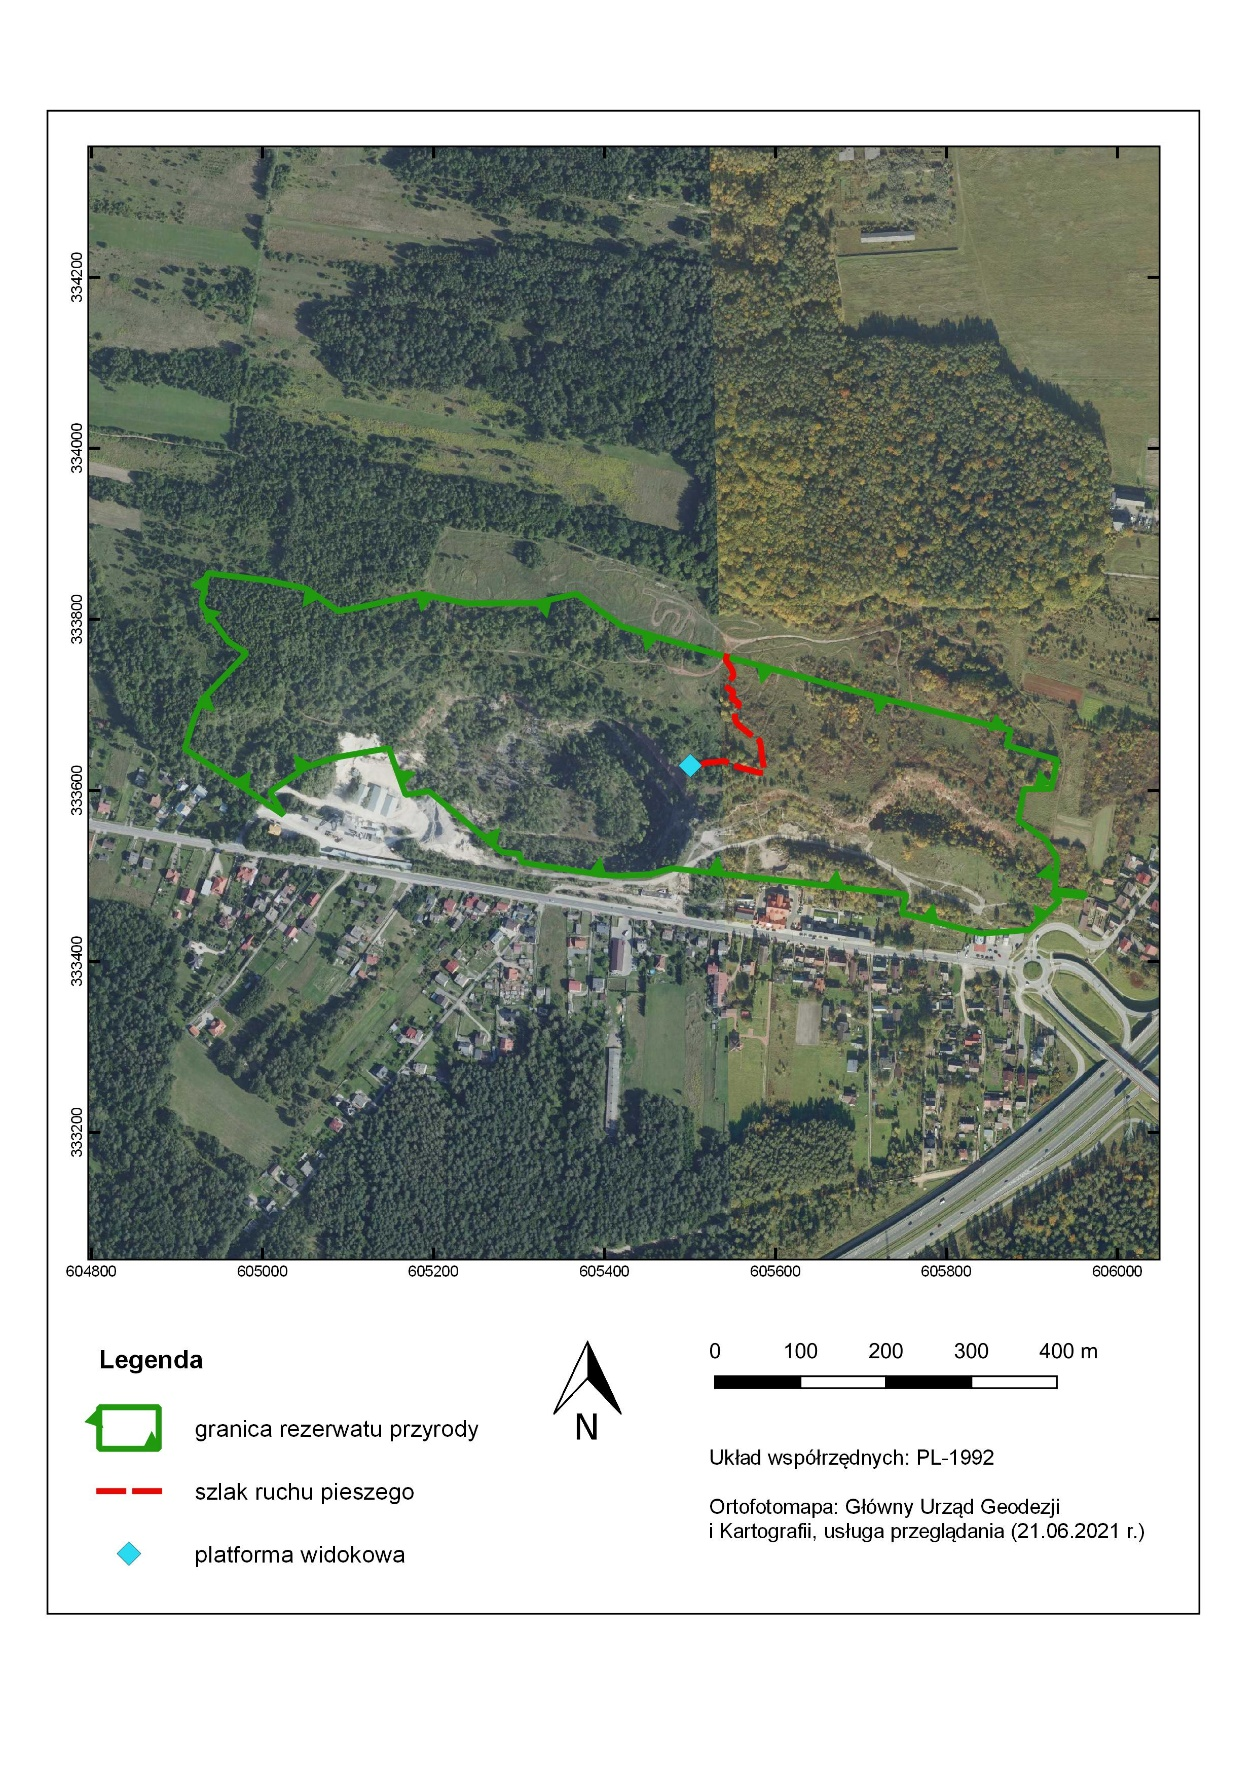 334200
334000
333800
333600
333400
333200
604800
605000
605200
605400
605600
605800
606000
Legenda
granica rezerwatu przyrody
szlak ruchu pieszego
platforma widokowa
N
0 100 200 300 400 m
Układ współrzędnych: PL-1992
Ortofotomapa: Główny Urząd Geodezji
i Kartografii, usługa przeglądania (21.06.2021 r.)